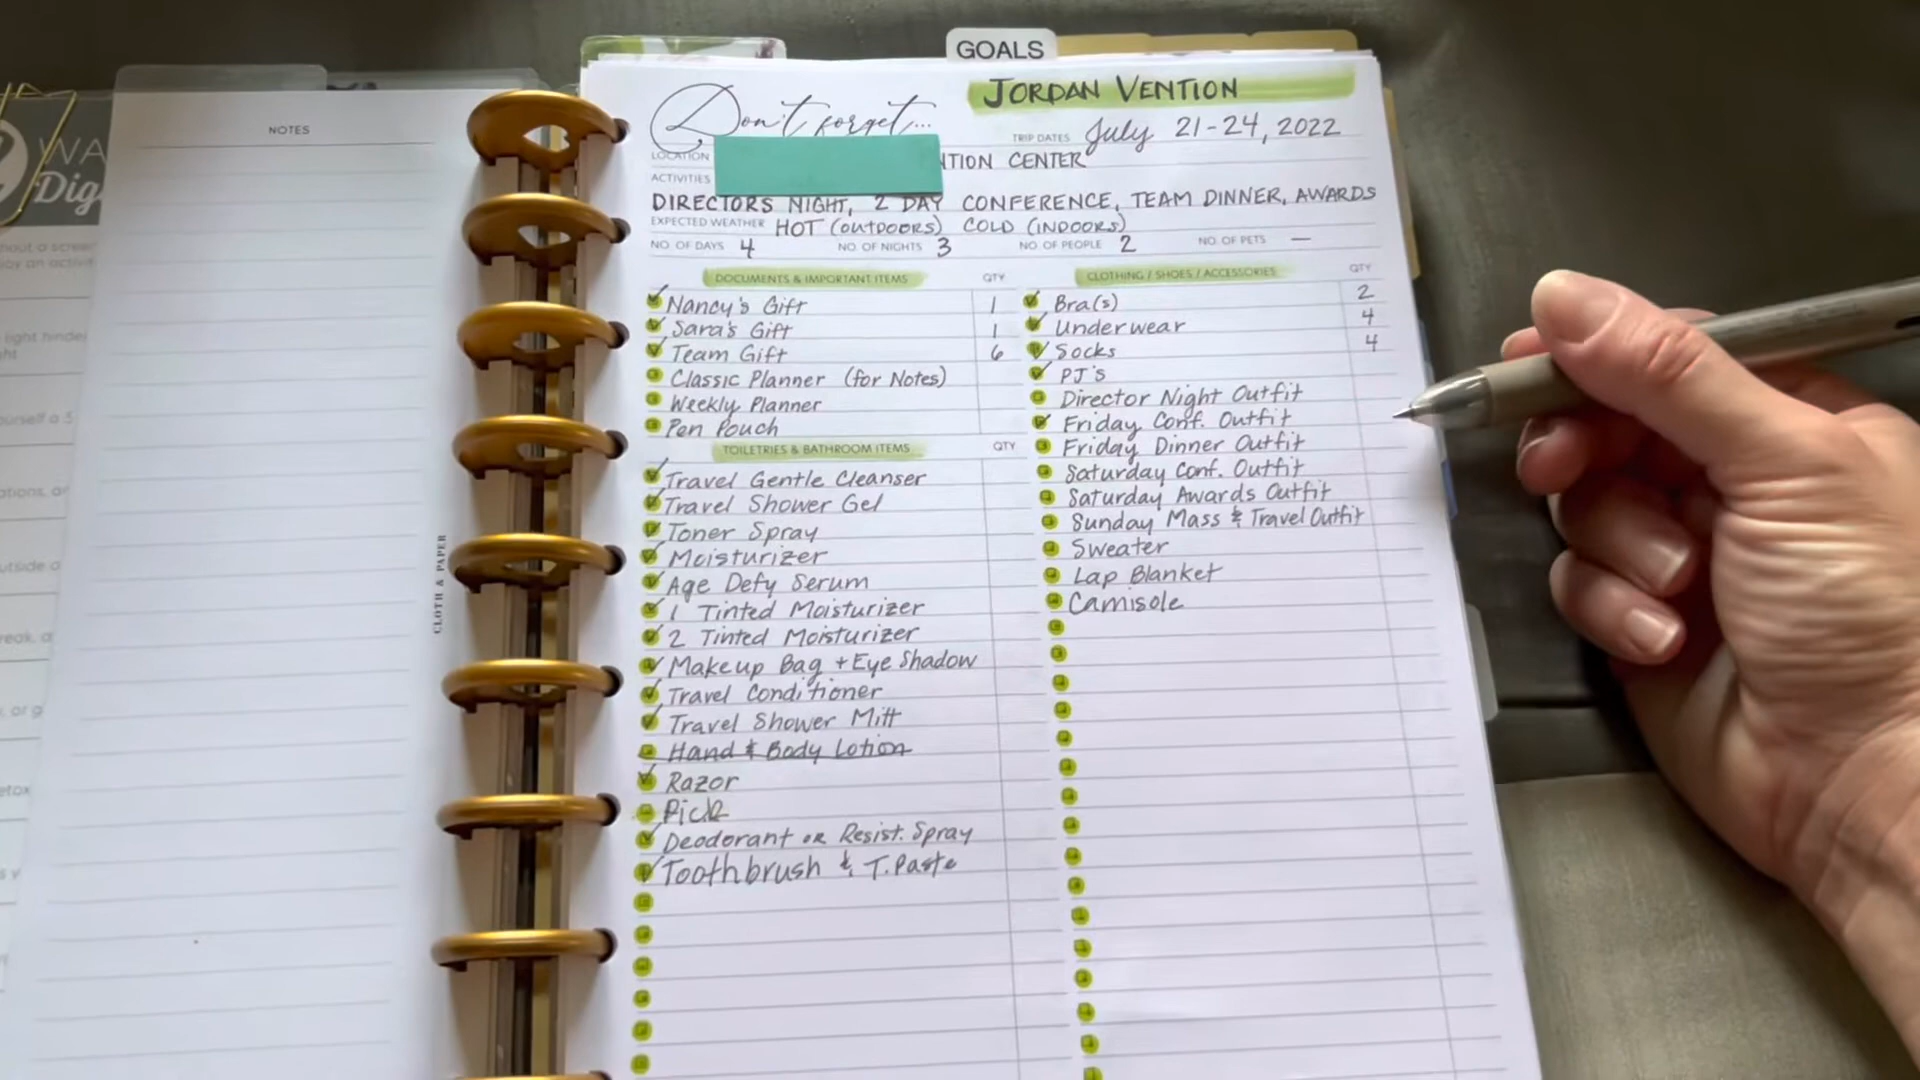 GOALS
NOTES
WA
Dig
CLOTH & PAPER
Don't forget...
JORDAN VENTION
TRIP DATES July 21-24, 2022
LOCATION NTION CENTER
ACTIVITIES
DIRECTORS NIGHT, 2 DAY CONFERENCE, TEAM DINNER, AWARDS
EXPECTED WEATHER HOT (OUTDOORS) COLD (INDOORS)
NO. OF DAYS 4 NO. OF NIGHTS 3 NO. OF PEOPLE 2 NO. OF PETS —
DOCUMENTS & IMPORTANT ITEMS QTY
Nancy's Gift 1
Sara's Gift 1
Team Gift 6
Classic Planner (for Notes)
Weekly Planner
Pen Pouch
TOILETRIES & BATHROOM ITEMS QTY
Travel Gentle Cleanser
Travel Shower Gel
Toner Spray
Moisturizer
Age Defy Serum
1 Tinted Moisturizer
2 Tinted Moisturizer
Makeup Bag + Eye Shadow
Travel Conditioner
Travel Shower Mitt
Hand & Body Lotion
Razor
Pick
Deodorant or Resist. Spray
Toothbrush & T.Paste
CLOTHING / SHOES / ACCESSORIES QTY
Bra(s) 2
Underwear 4
Socks 4
PJ's
Director Night Outfit
Friday Conf. Outfit
Friday Dinner Outfit
Saturday Conf. Outfit
Saturday Awards Outfit
Sunday Mass & Travel Outfit
Sweater
Lap Blanket
Camisole